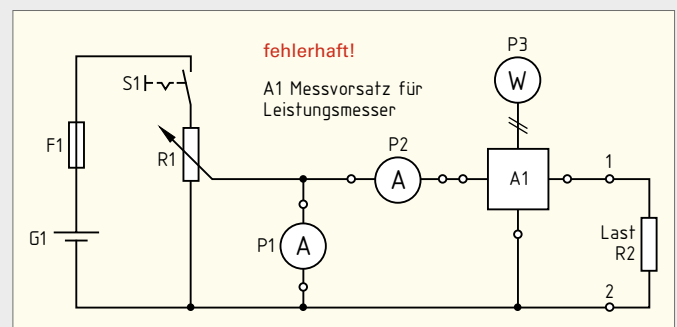 fehlerhaft!
A1 Messvorsatz für
Leistungsmesser
P3
W
S1
F1
R1
P2
A
A1
1
G1
P1
A
Last
R2
2